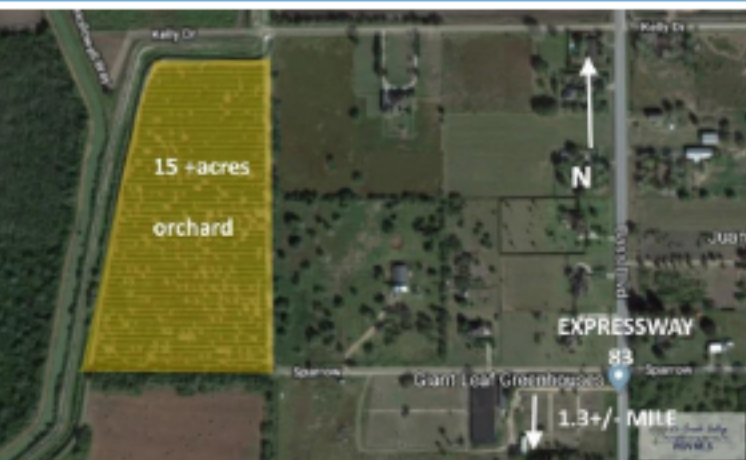 Kelly Dr
Kelly Dr
15 +acres
orchard
N
EXPRESSWAY
83
Sparrow
Giant Leaf Greenhouses
Sparrow
1.3+/- MILE